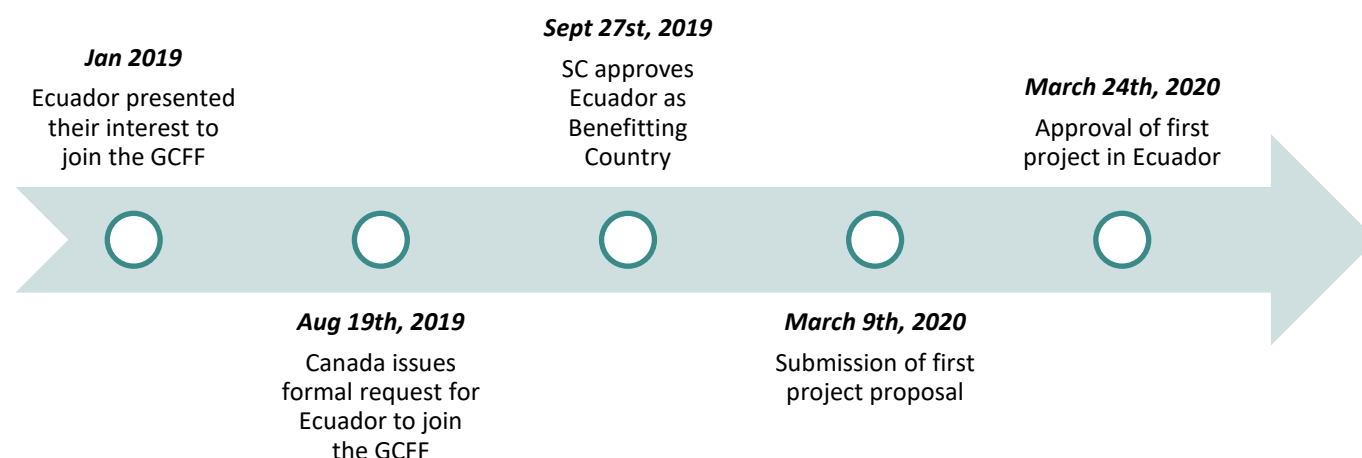 Jan 2019
Ecuador presented
their interest to
join the GCFF
Aug 19th, 2019
Canada issues
formal request for
Ecuador to join
the GCFF
Sept 27st, 2019
SC approves
Ecuador as
Benefitting
Country
March 9th, 2020
Submission of first
project proposal
March 24th, 2020
Approval of first
project in Ecuador